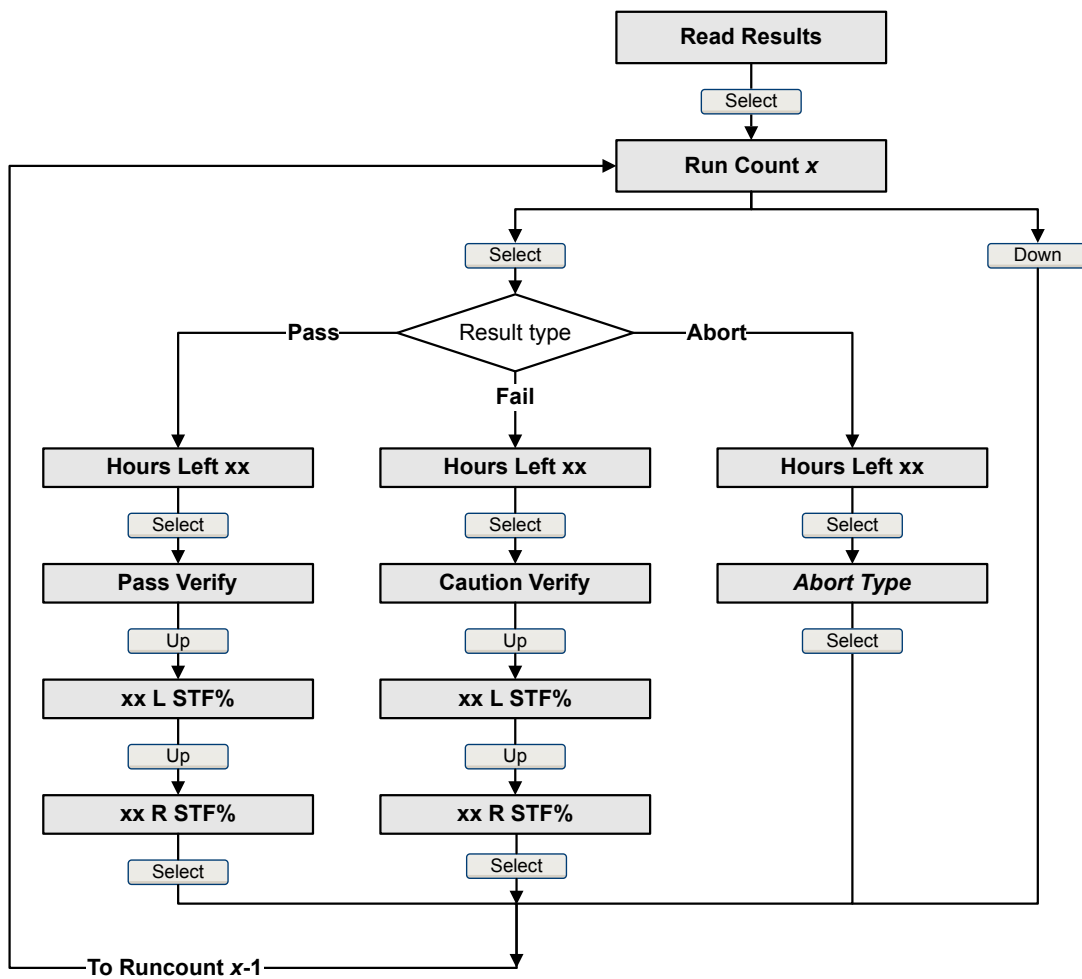 Read Results
Select
Run Count x
Select
Down
Pass
Result type
Abort
Fail
Hours Left xx
Hours Left xx
Hours Left xx
Select
Select
Select
Pass Verify
Caution Verify
Abort Type
Up
Up
Select
xx L STF%
xx L STF%
Up
Up
xx R STF%
xx R STF%
Select
Select
To Runcount x-1